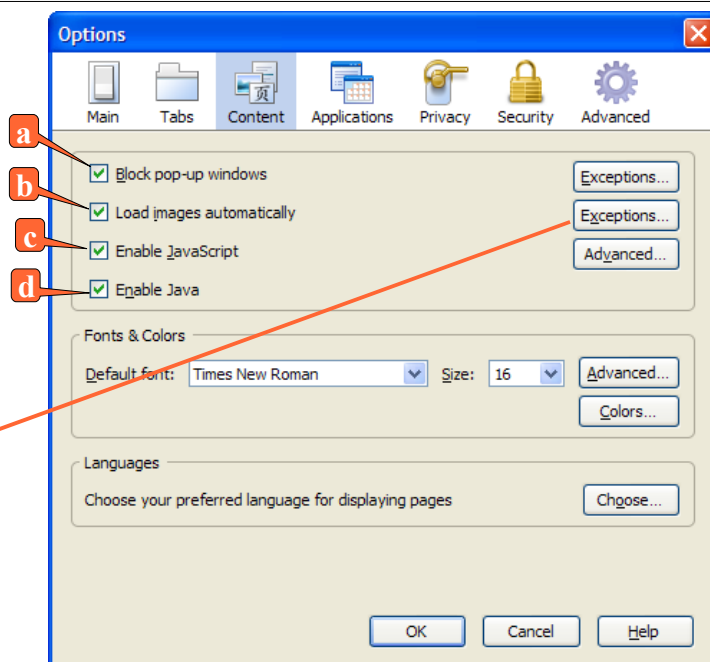 Options
Main Tabs 页 Content Applications Privacy Security Advanced
a
Block pop-up windows Exceptions...
b
Load images automatically Exceptions...
c
Enable JavaScript Advanced...
d
Enable Java
Fonts & Colors
Default font: Times New Roman Size: 16 Advanced...
Colors...
Languages
Choose your preferred language for displaying pages Choose...
OK Cancel Help